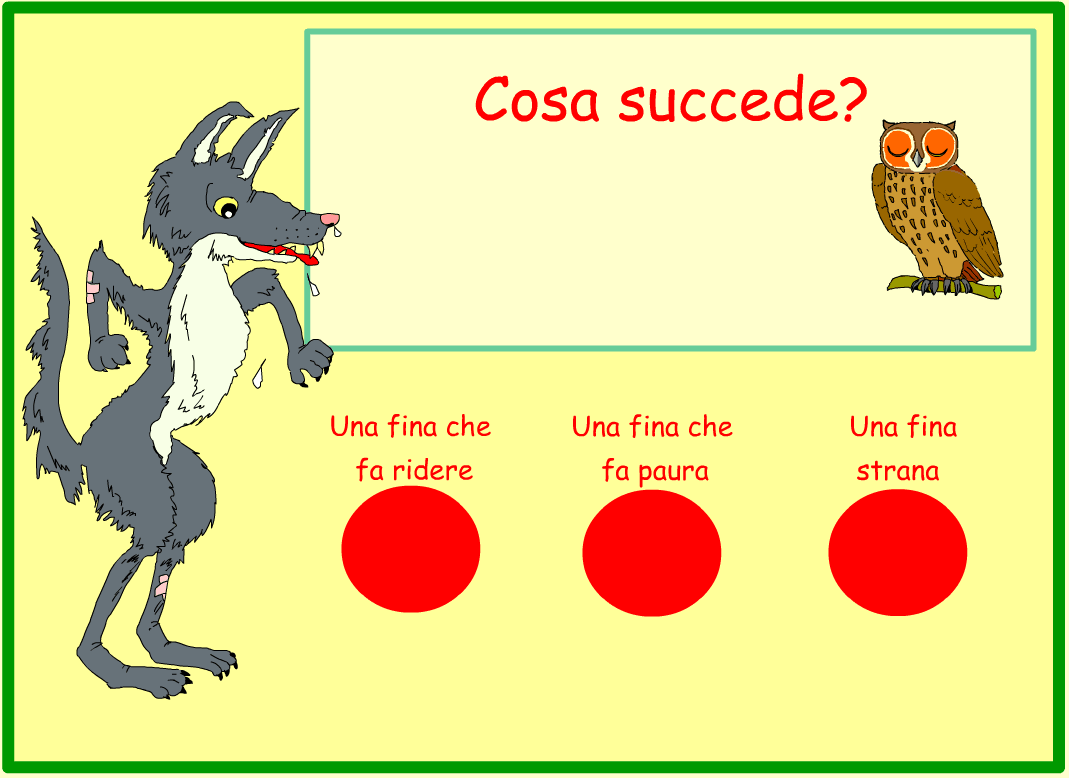 Cosa succede?
Una fina che
fa ridere
Una fina che
fa paura
Una fina
strana